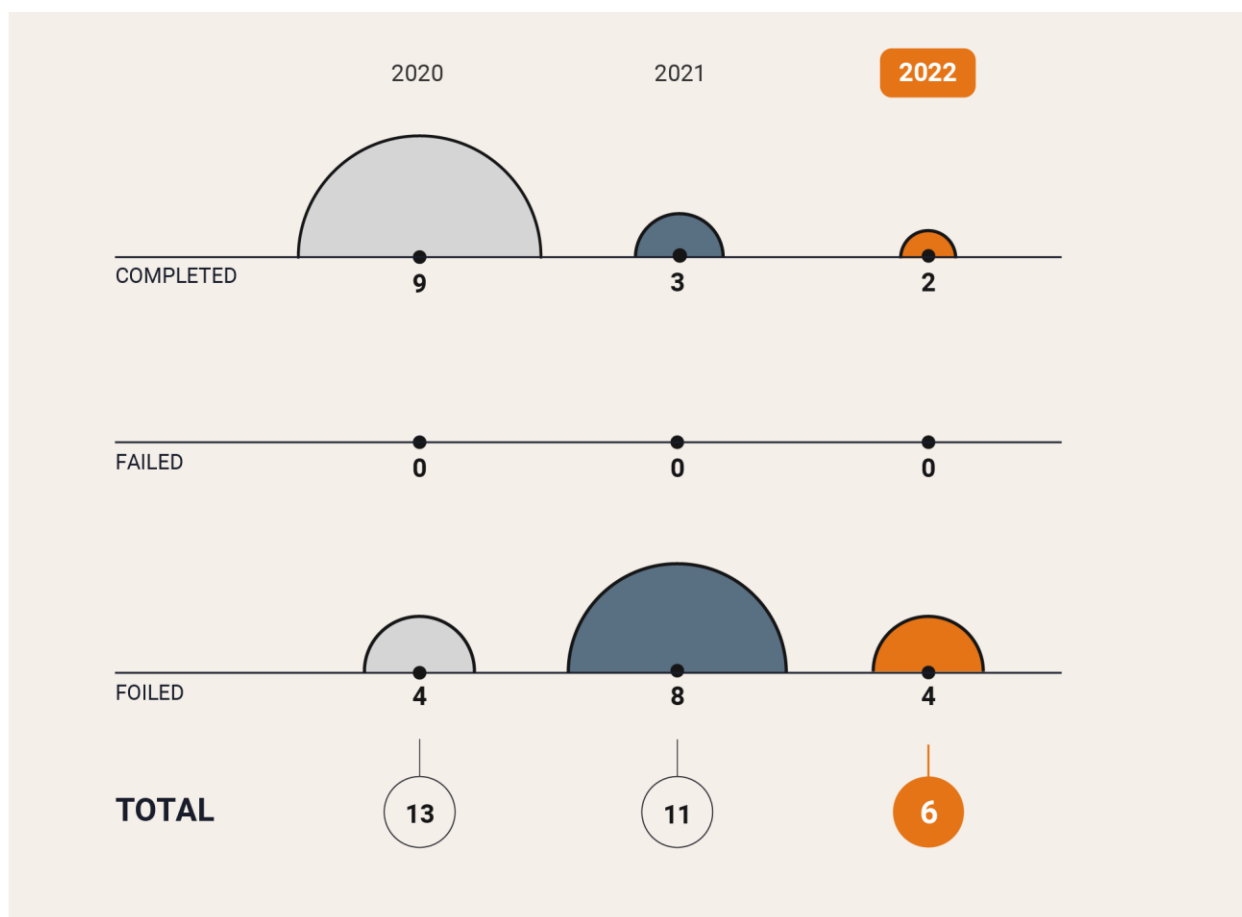 2020 2021 2022
COMPLETED
9 3 2
FAILED
0 0 0
FOILED
4 8 4
TOTAL 13 11 6